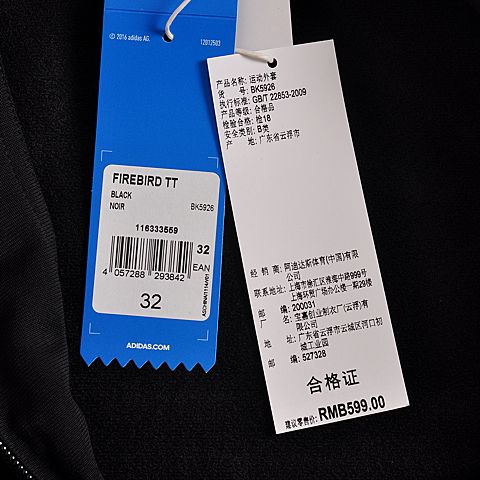 © 2016 adidas AG.
12012503
FIREBIRD TT
BLACK
NOIR
BK5926
116333559
32
4 057288 293842
EAN
32
ADIDAS.COM
产品名称: 运动外套
货 号: BK5926
执行标准: GB/T 22853-2009
产品等级: 合格品
检验合格: 检18
安全类别: B类
产 地: 广东省云浮市
经 销 商: 阿迪达斯体育(中国)有限
公司
联系地址: 上海市徐汇区淮海中路999号
上海环贸广场办公楼一期29楼
邮 编: 200031
厂 名: 宝嘉创业制衣厂(云浮)有
限公司
地 址: 广东省云浮市云城区河口初
城工业园
邮 编: 527328
合格证
建议零售价: RMB599.00